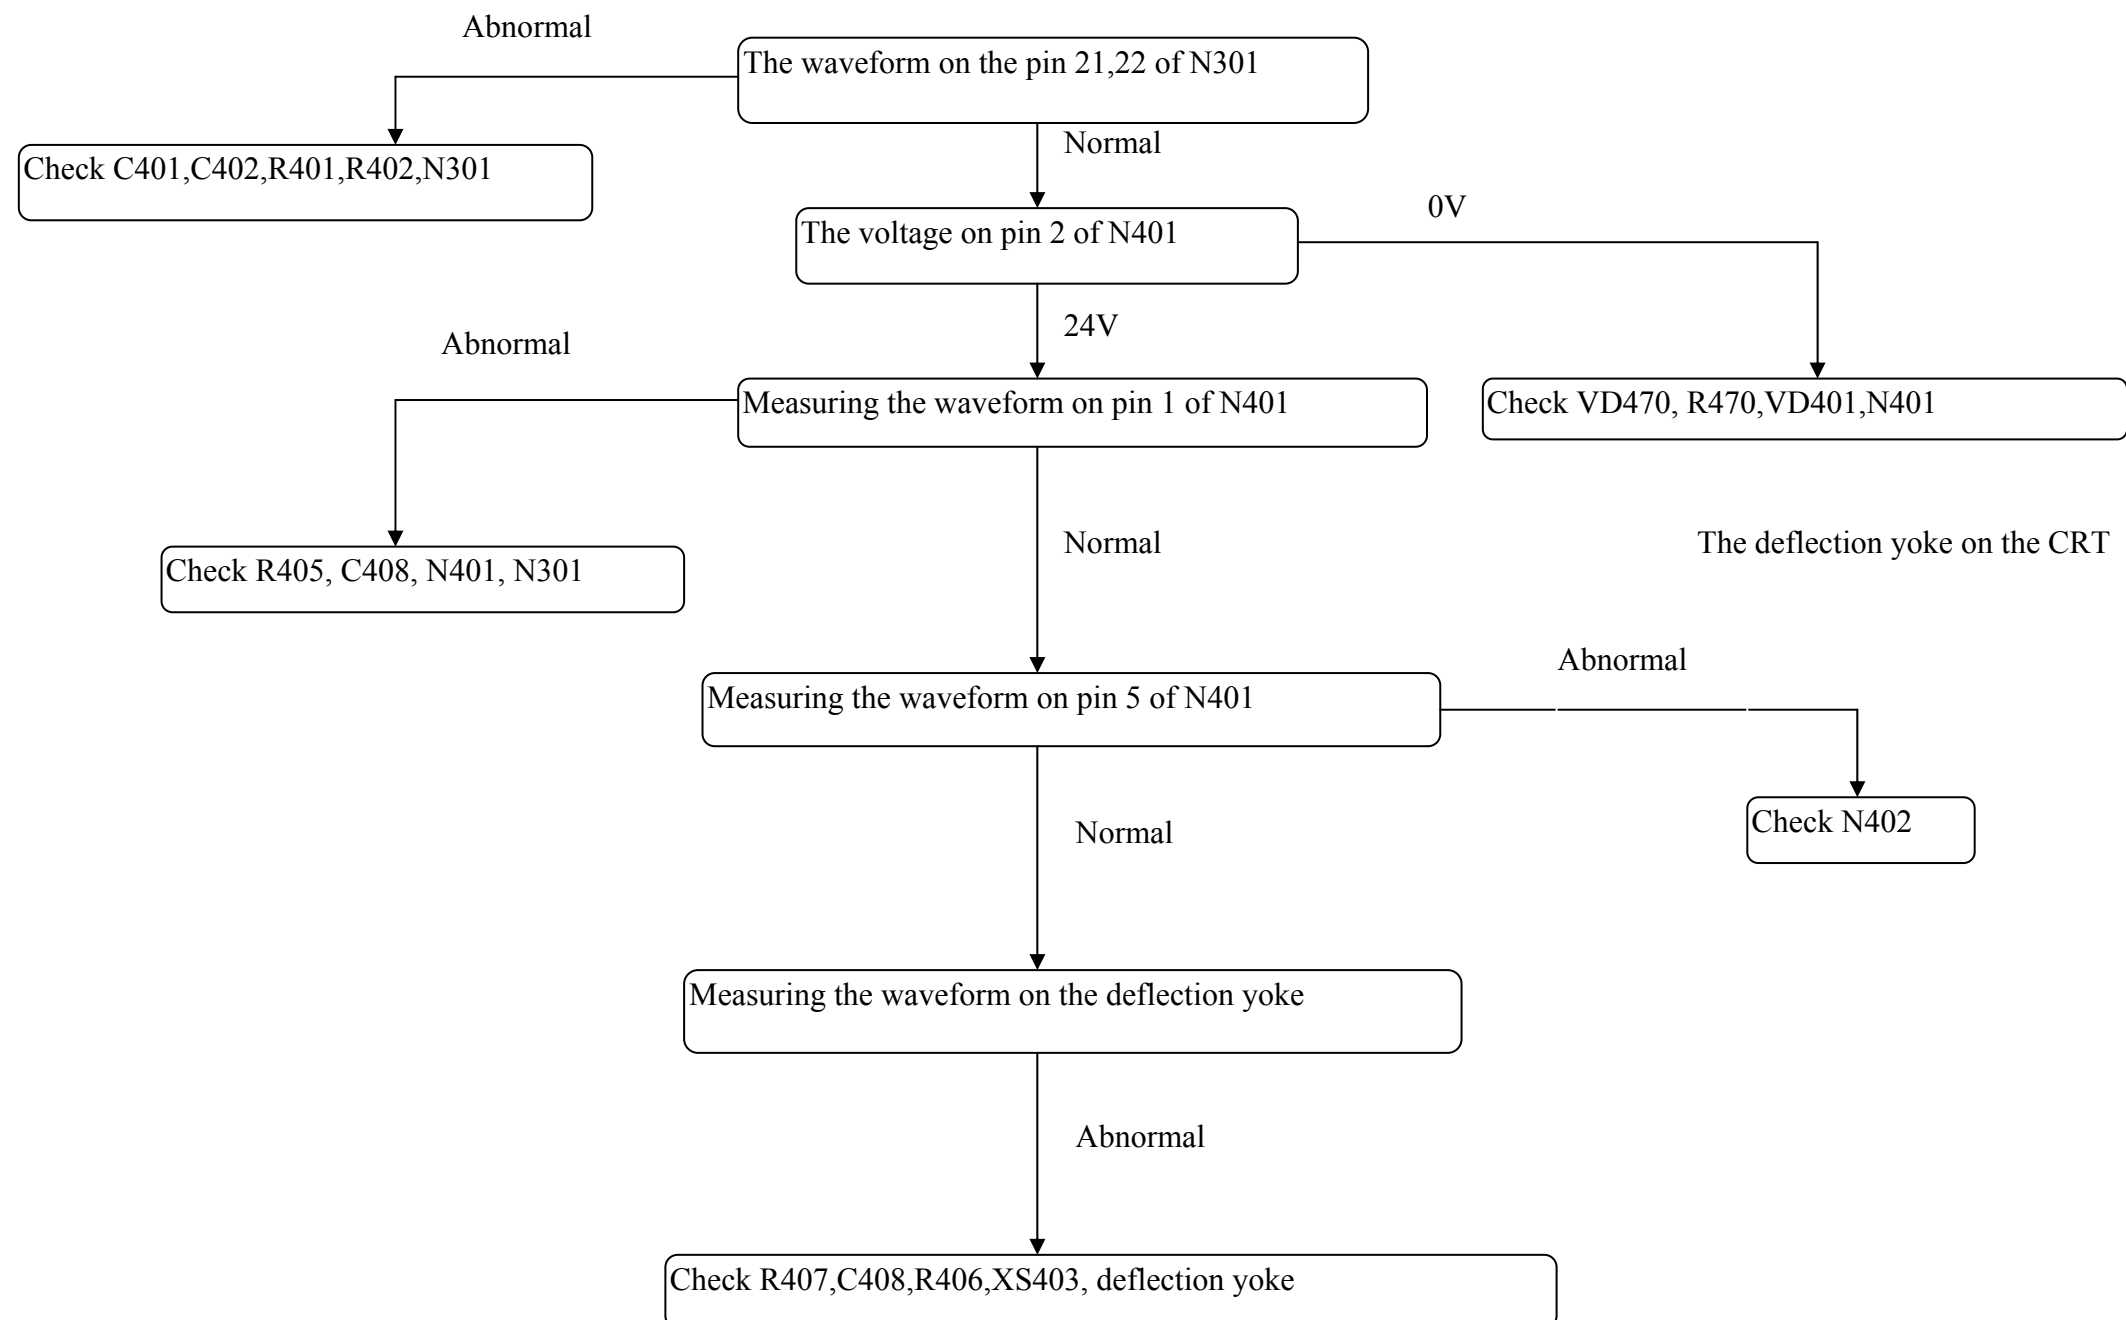 Abnormal
The waveform on the pin 21,22 of N301
Normal
Check C401,C402,R401,R402,N301
0V
The voltage on pin 2 of N401
24V
Abnormal
Measuring the waveform on pin 1 of N401
Check VD470, R470,VD401,N401
Normal
The deflection yoke on the CRT
Check R405, C408, N401, N301
Abnormal
Measuring the waveform on pin 5 of N401
Check N402
Normal
Measuring the waveform on the deflection yoke
Abnormal
Check R407,C408,R406,XS403, deflection yoke